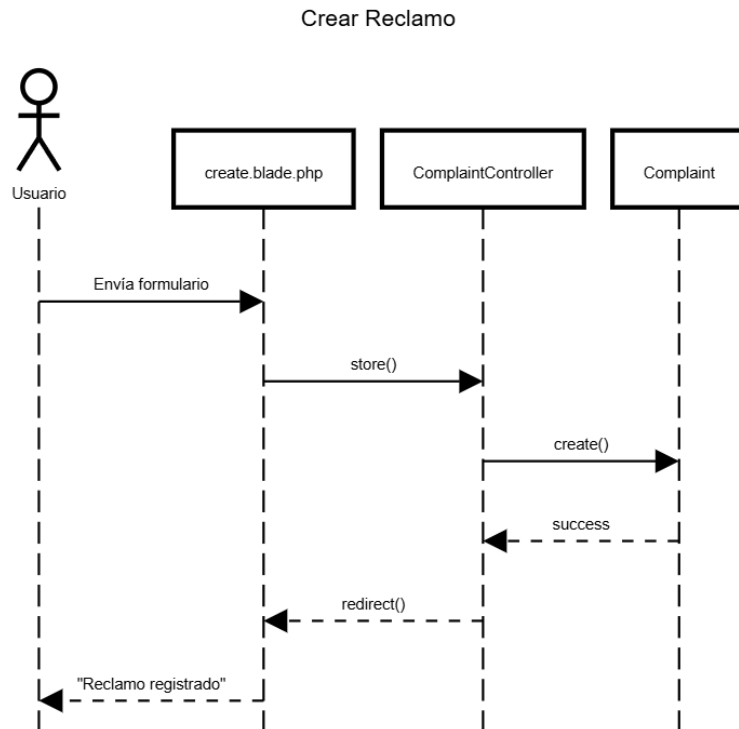 Crear Reclamo
Usuario
create.blade.php
ComplaintController
Complaint
Envía formulario
store()
create()
success
redirect()
"Reclamo registrado"